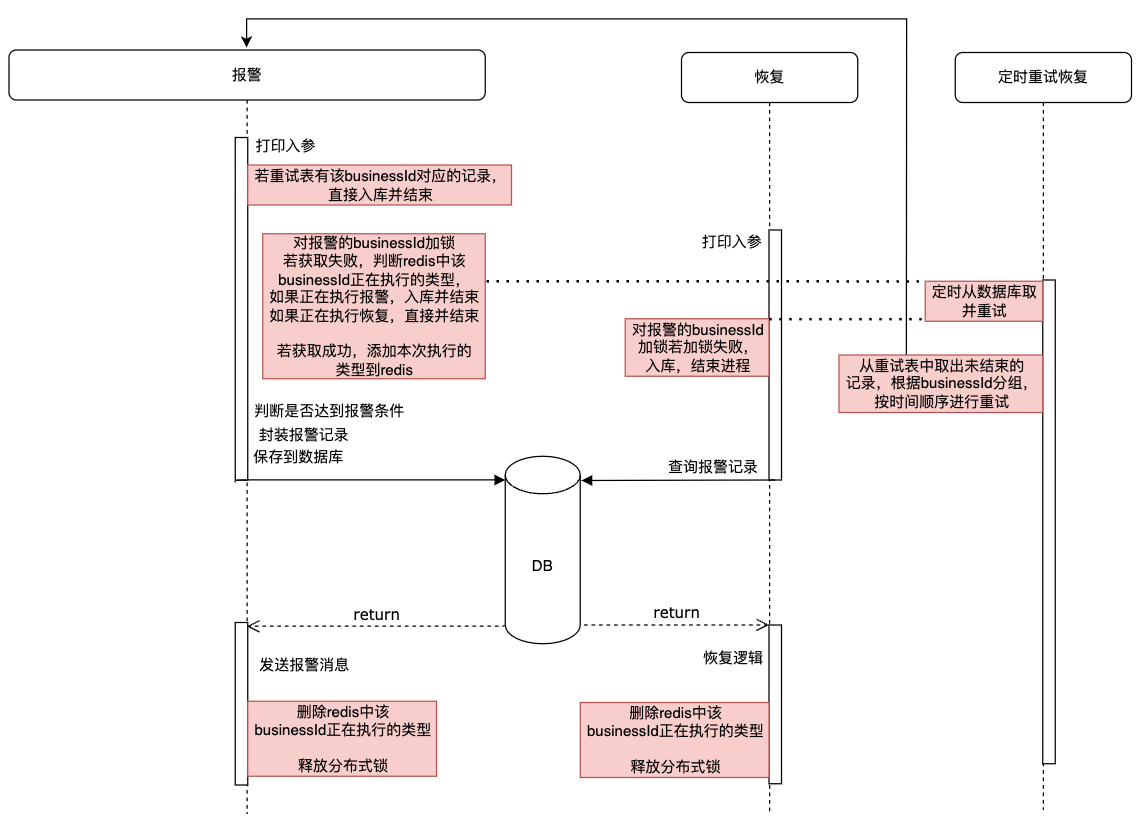 报警
恢复
定时重试恢复
打印入参
若重试表有该businessId对应的记录，
直接入库并结束
对报警的businessId加锁
若获取失败，判断redis中该
businessId正在执行的类型，
如果正在执行报警，入库并结束
如果正在执行恢复，直接并结束
若获取成功，添加本次执行的
类型到redis
判断是否达到报警条件
封装报警记录
保存到数据库
打印入参
对报警的businessId
加锁若加锁失败，
入库，结束进程
查询报警记录
定时从数据库取
并重试
从重试表中取出未结束的
记录，根据businessId分组，
按时间顺序进行重试
DB
return
return
发送报警消息
恢复逻辑
删除redis中该
businessId正在执行的类型
释放分布式锁
删除redis中该
businessId正在执行的类型
释放分布式锁